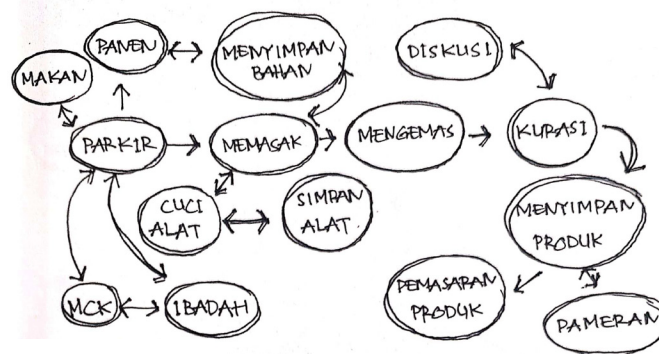 PANEN
MENYIMPAN
BAHAN
DISKUSI
MAKAN
PARKIR
MEMASAK
MENGEMAS
KURASI
CUCI
ALAT
SIMPAN
ALAT
MENYIMPAN
PRODUK
MCK
IBADAH
PEMASARAN
PRODUK
PAMERAN